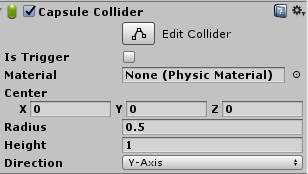 Capsule Collider
Edit Collider
Is Trigger
Material None (Physic Material)
Center
X 0 Y 0 Z 0
Radius 0.5
Height 1
Direction Y-Axis